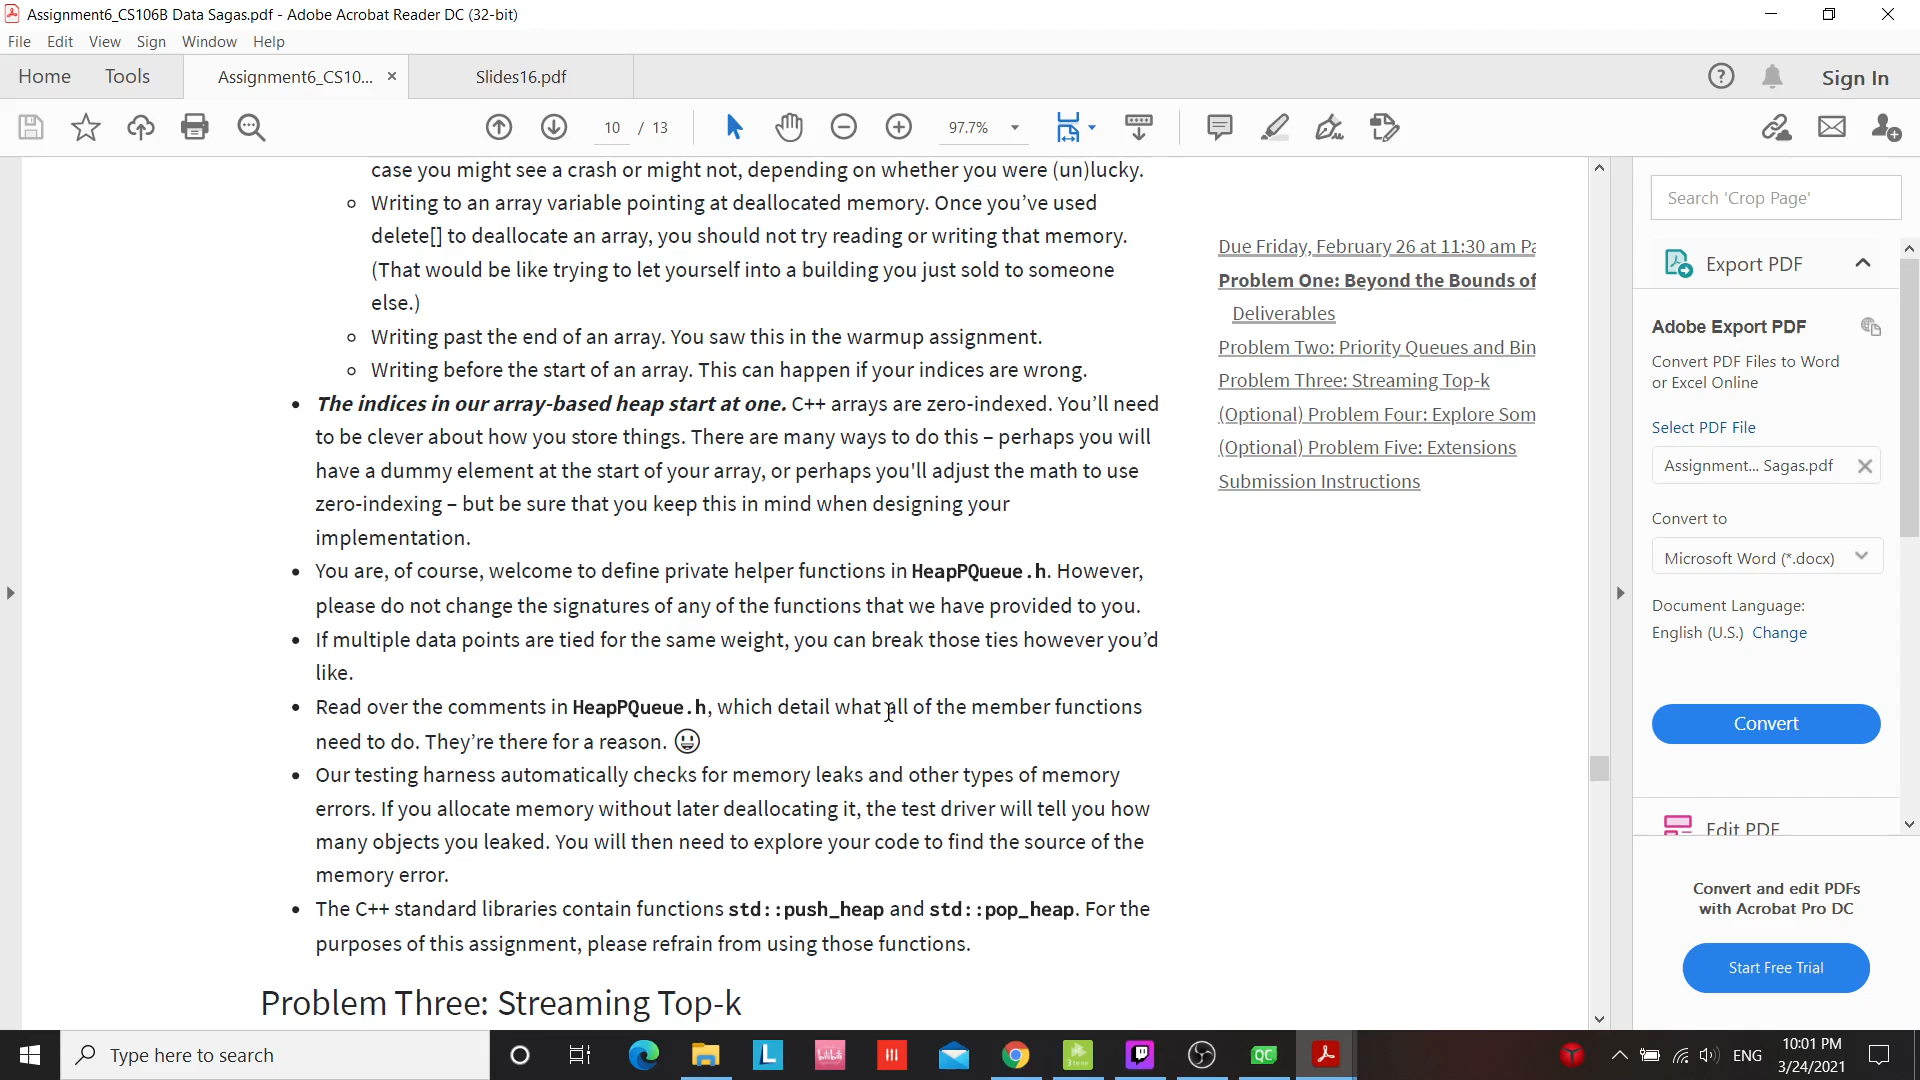 Assignment6_CS106B Data Sagas.pdf - Adobe Acrobat Reader DC (32-bit)
File Edit View Sign Window Help
Home Tools Assignment6_CS10... × Slides16.pdf Sign In
10 / 13 97.7%
case you might see a crash or might not, depending on whether you were (un)lucky.
Writing to an array variable pointing at deallocated memory. Once you’ve used
delete[] to deallocate an array, you should not try reading or writing that memory.
(That would be like trying to let yourself into a building you just sold to someone
else.)
Writing past the end of an array. You saw this in the warmup assignment.
Writing before the start of an array. This can happen if your indices are wrong.
The indices in our array-based heap start at one. C++ arrays are zero-indexed. You’ll need
to be clever about how you store things. There are many ways to do this – perhaps you will
have a dummy element at the start of your array, or perhaps you'll adjust the math to use
zero-indexing – but be sure that you keep this in mind when designing your
implementation.
You are, of course, welcome to define private helper functions in HeapPQueue.h. However,
please do not change the signatures of any of the functions that we have provided to you.
If multiple data points are tied for the same weight, you can break those ties however you’d
like.
Read over the comments in HeapPQueue.h, which detail what all of the member functions
need to do. They’re there for a reason. 😃
Our testing harness automatically checks for memory leaks and other types of memory
errors. If you allocate memory without later deallocating it, the test driver will tell you how
many objects you leaked. You will then need to explore your code to find the source of the
memory error.
The C++ standard libraries contain functions std::push_heap and std::pop_heap. For the
purposes of this assignment, please refrain from using those functions.
Problem Three: Streaming Top-k
Due Friday, February 26 at 11:30 am Pa
Problem One: Beyond the Bounds of
Deliverables
Problem Two: Priority Queues and Bin
Problem Three: Streaming Top-k
(Optional) Problem Four: Explore Som
(Optional) Problem Five: Extensions
Submission Instructions
Search 'Crop Page'
Export PDF
Adobe Export PDF
Convert PDF Files to Word
or Excel Online
Select PDF File
Assignment... Sagas.pdf
Convert to
Microsoft Word (*.docx)
Document Language:
English (U.S.) Change
Convert
Edit PDF
Convert and edit PDFs
with Acrobat Pro DC
Start Free Trial
Type here to search
L
QC
ENG
10:01 PM
3/24/2021